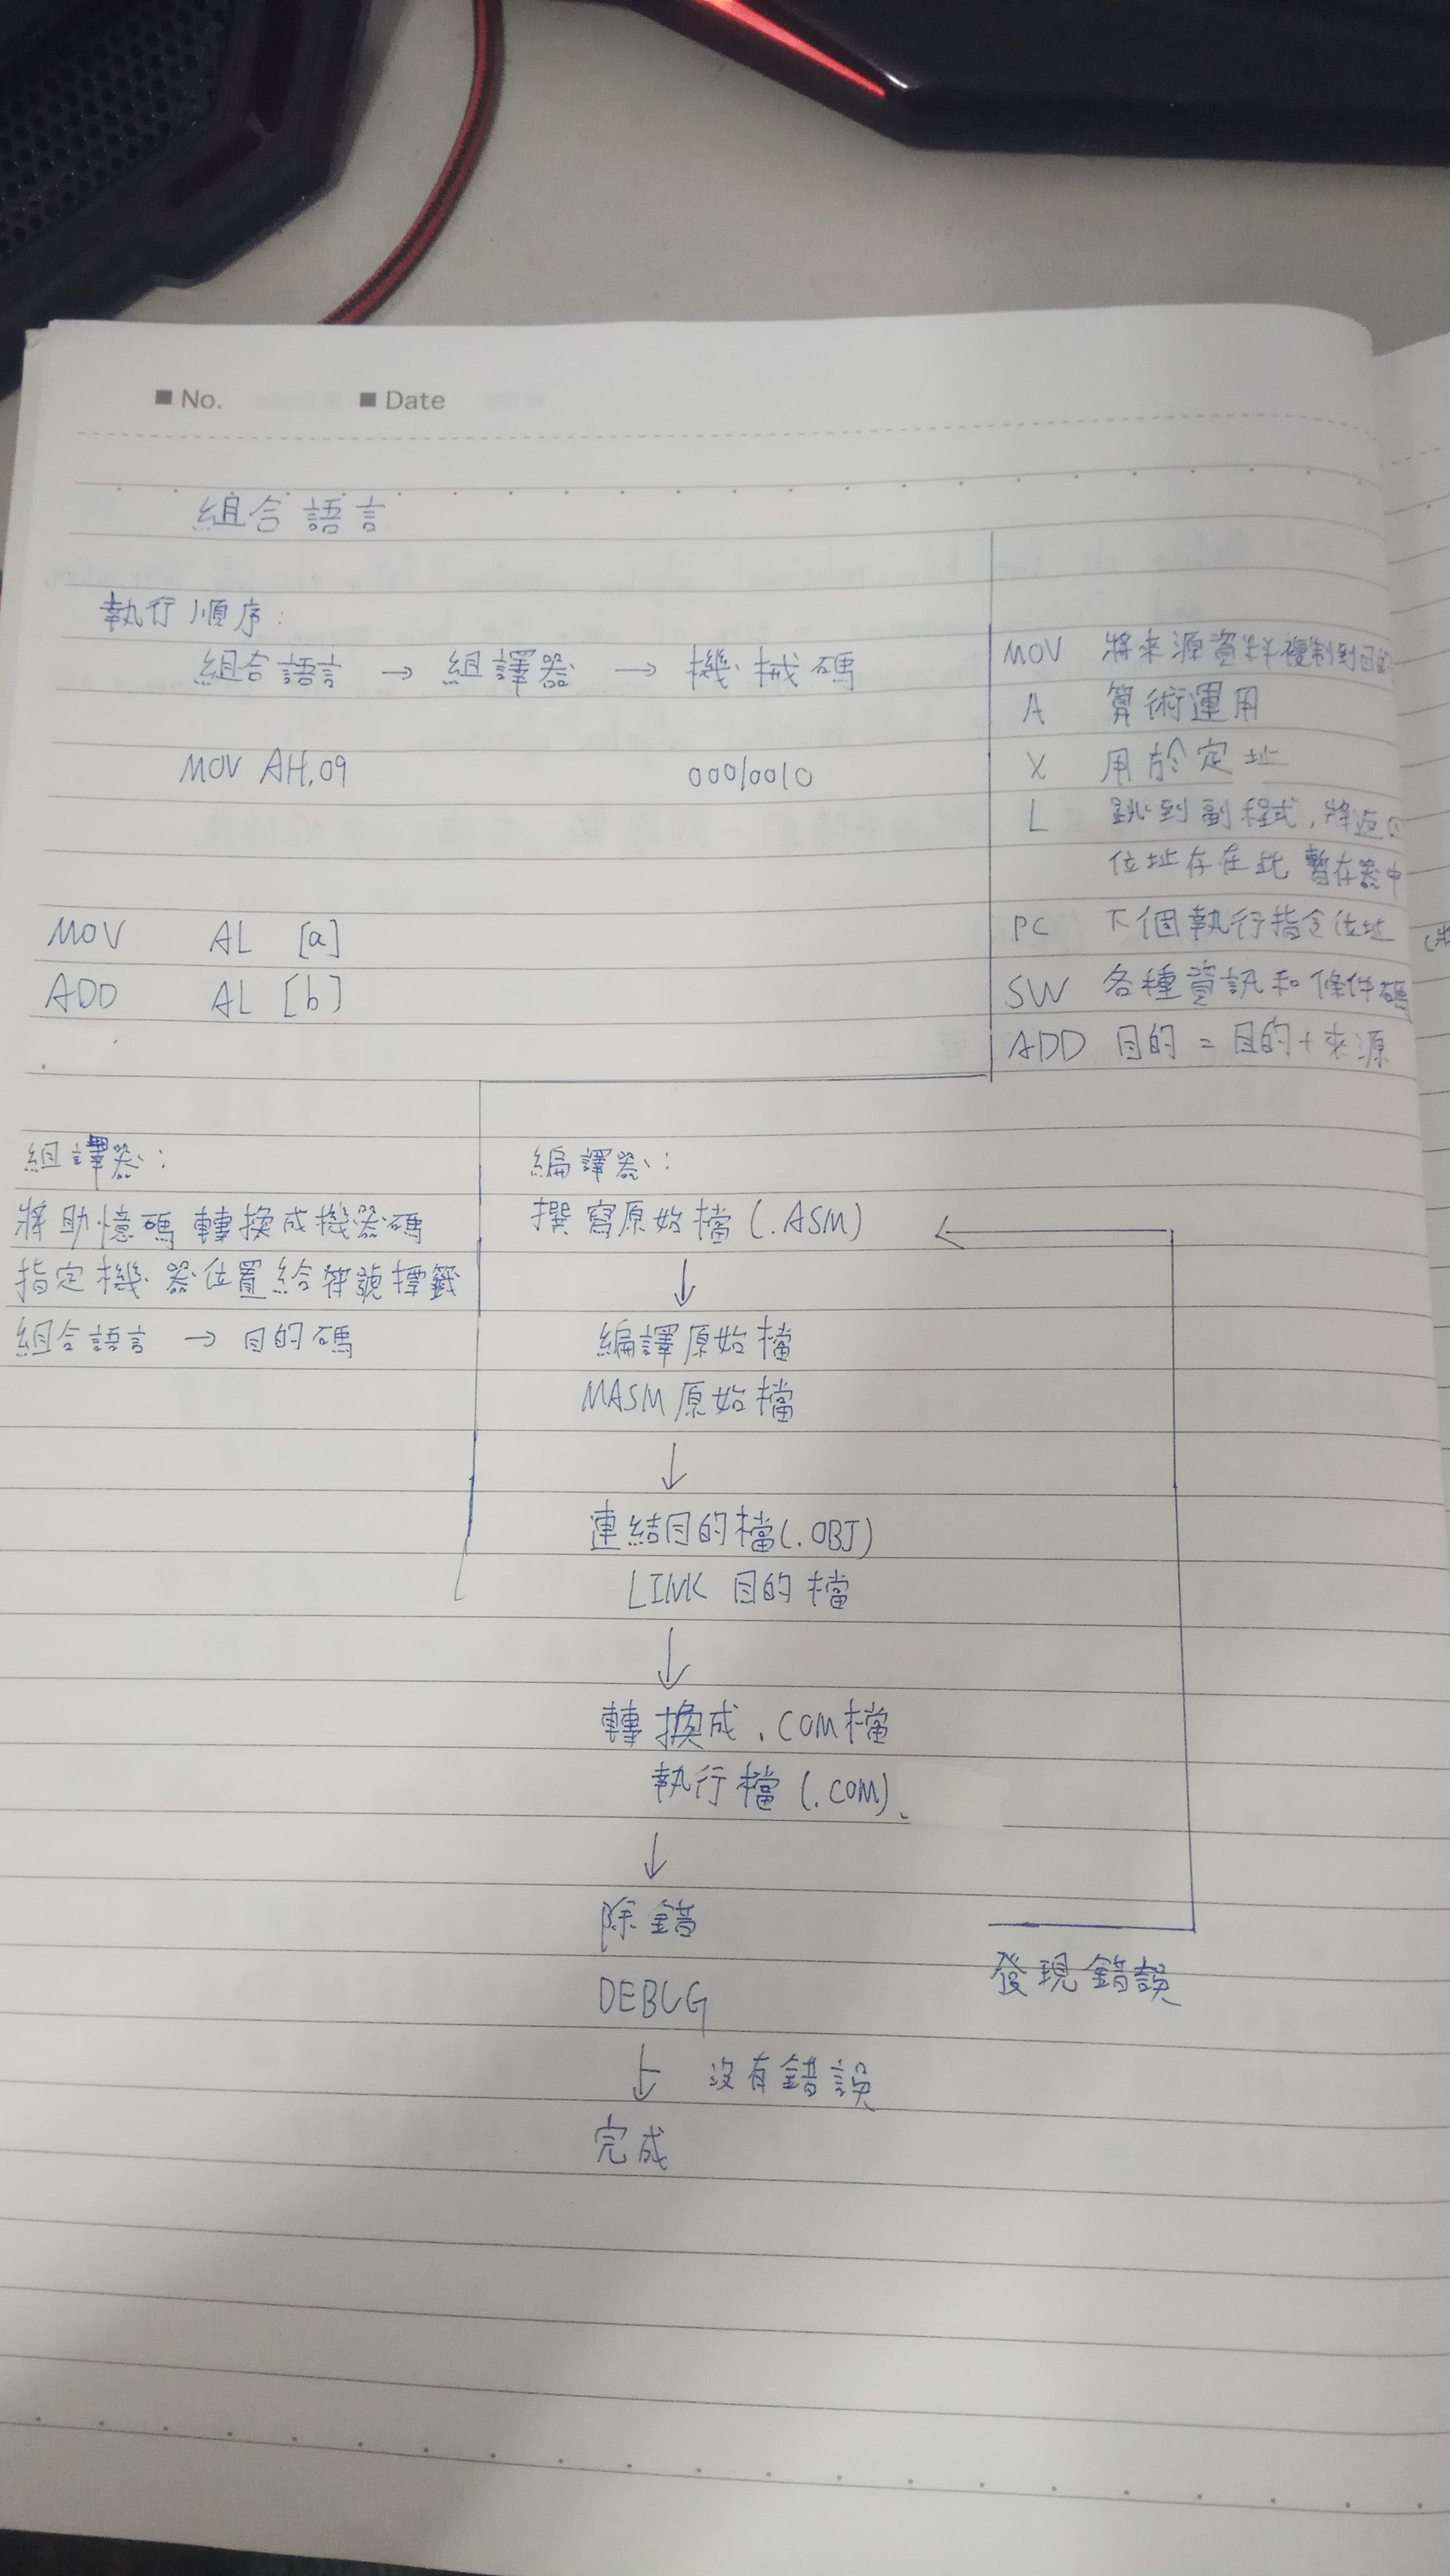 No. Date
組合語言
執行順序:
組合語言 → 組譯器 → 機械碼
MOV AH,09 00010010
MOV AL [a]
ADD AL [b]
MOV 將來源資料複製到目的
A 算術運用
X 用於定址
L 跳到副程式,將返回
位址存在此暫存器中
PC 下個執行指令位址
SW 各種資訊和條件碼
ADD 目的 = 目的 + 來源
組譯器:
將助憶碼轉換成機器碼
指定機器位置給符號標籤
組合語言 → 目的碼
編譯器:
撰寫原始檔(.ASM)
↓
編譯原始檔
MASM原始檔
↓
連結目的檔(.OBJ)
LINK 目的檔
↓
轉換成.COM檔
執行檔(.COM)
↓
除錯
發現錯誤
DEBUG
↓ 沒有錯誤
完成